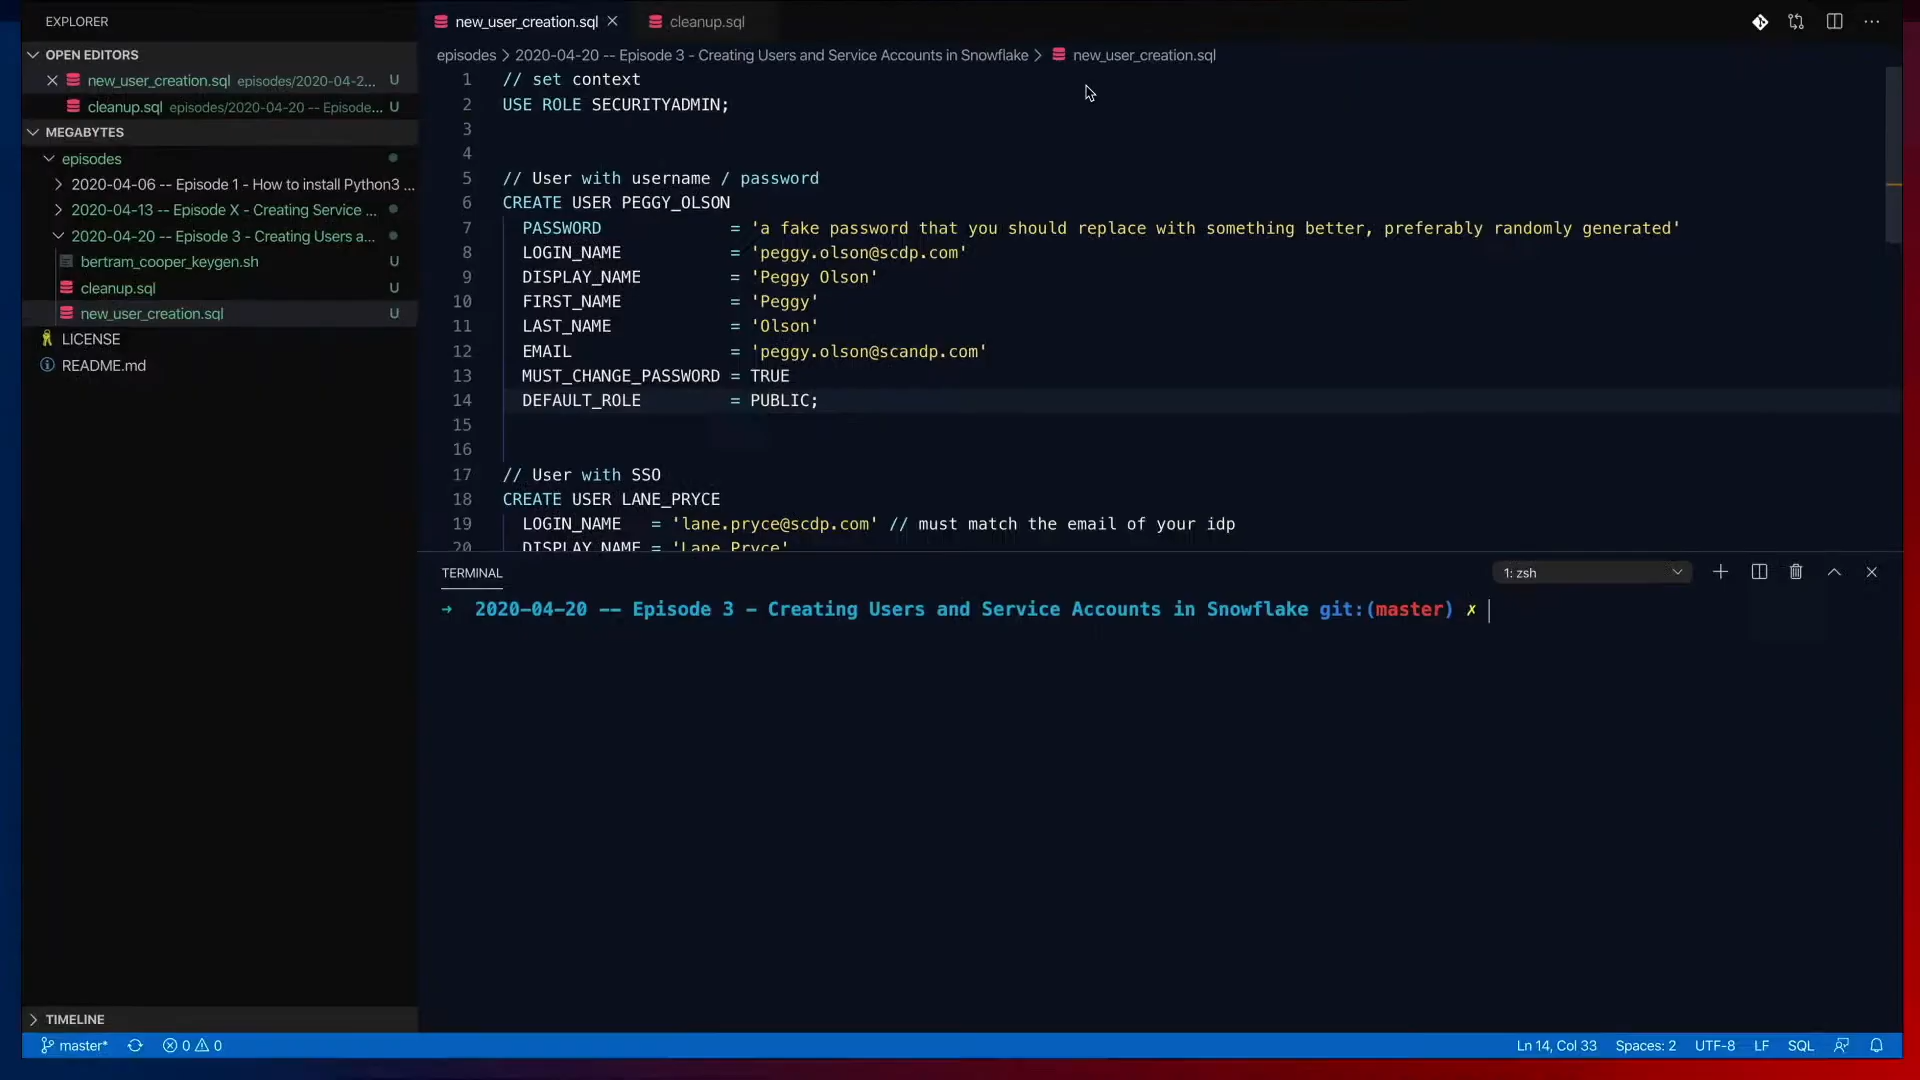 EXPLORER
OPEN EDITORS
new_user_creation.sql episodes/2020-04-2... U
cleanup.sql episodes/2020-04-20 -- Episode... U
MEGABYTES
episodes
2020-04-06 -- Episode 1 - How to install Python3 ...
2020-04-13 -- Episode X - Creating Service ...
2020-04-20 -- Episode 3 - Creating Users a...
bertram_cooper_keygen.sh U
cleanup.sql U
new_user_creation.sql U
LICENSE
README.md
TIMELINE
new_user_creation.sql
cleanup.sql
episodes > 2020-04-20 -- Episode 3 - Creating Users and Service Accounts in Snowflake > new_user_creation.sql
1 // set context
2 USE ROLE SECURITYADMIN;
3
4
5 // User with username / password
6 CREATE USER PEGGY_OLSON
7 PASSWORD = 'a fake password that you should replace with something better, preferably randomly generated'
8 LOGIN_NAME = 'peggy.olson@scdp.com'
9 DISPLAY_NAME = 'Peggy Olson'
10 FIRST_NAME = 'Peggy'
11 LAST_NAME = 'Olson'
12 EMAIL = 'peggy.olson@scandp.com'
13 MUST_CHANGE_PASSWORD = TRUE
14 DEFAULT_ROLE = PUBLIC;
15
16
17 // User with SSO
18 CREATE USER LANE_PRYCE
19 LOGIN_NAME = 'lane.pryce@scdp.com' // must match the email of your idp
20 DISPLAY_NAME = 'Lane Pryce'
TERMINAL
1: zsh
→ 2020-04-20 -- Episode 3 - Creating Users and Service Accounts in Snowflake git:(master) ✗
master* 0 0
Ln 14, Col 33 Spaces: 2 UTF-8 LF SQL